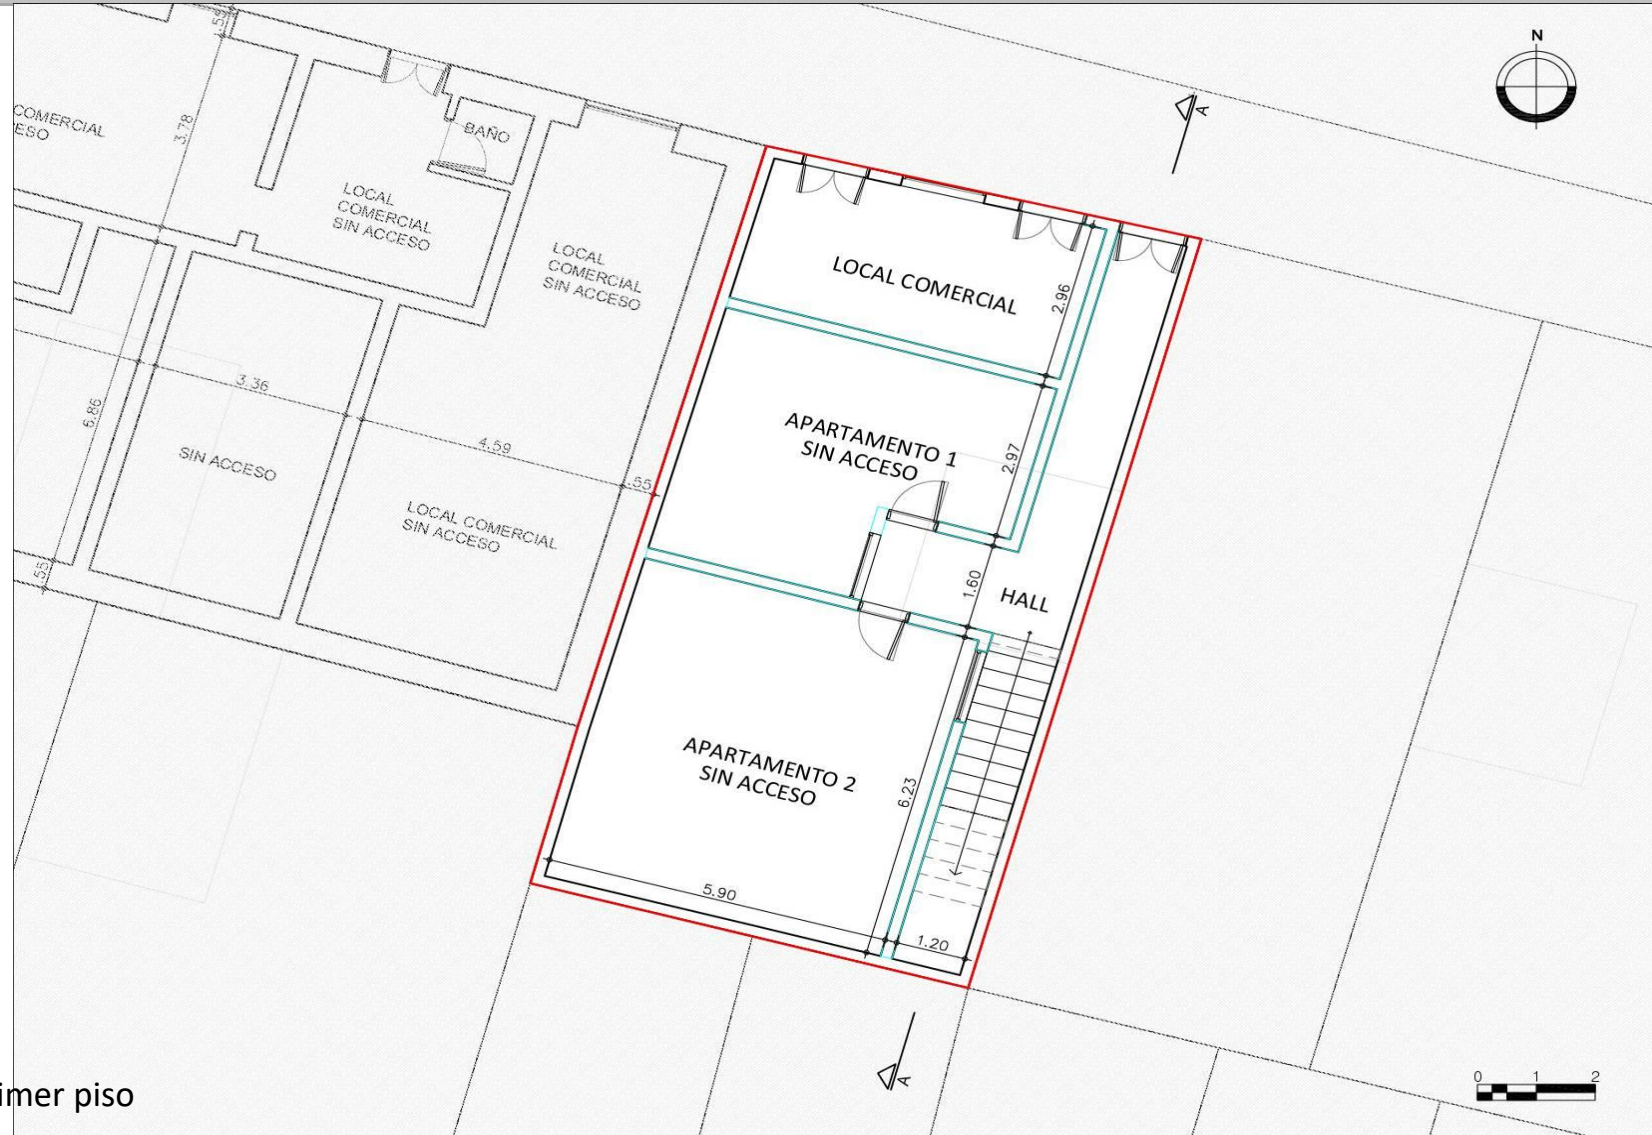 N
.55
A
COMERCIAL
ESO
3.78
BAÑO
LOCAL
COMERCIAL
SIN ACCESO
LOCAL
COMERCIAL
SIN ACCESO
LOCAL COMERCIAL
2.96
3.36
6.86
4.59
APARTAMENTO 1
SIN ACCESO
2.97
SIN ACCESO
.55
LOCAL COMERCIAL
SIN ACCESO
.55
1.60
HALL
APARTAMENTO 2
SIN ACCESO
6.23
5.90
1.20
A
imer piso
0 1 2